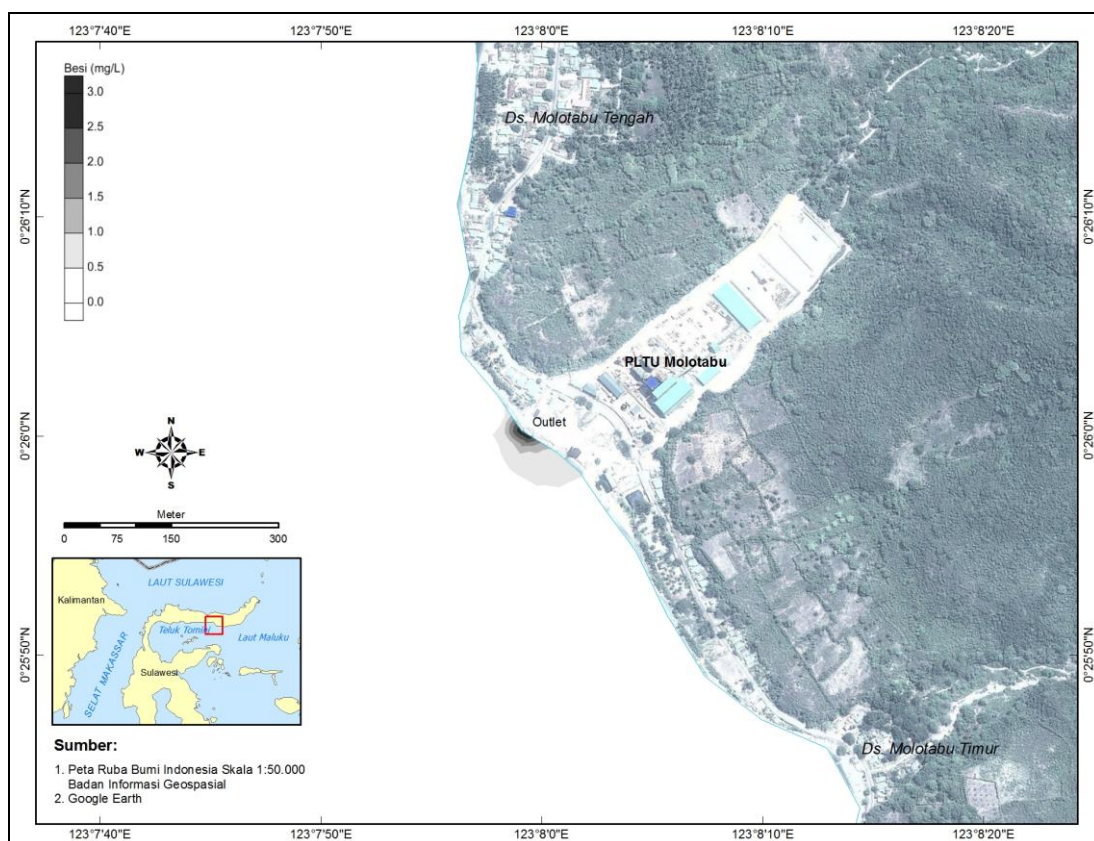 123°7'40"E
123°7'50"E
123°8'0"E
123°8'10"E
123°8'20"E
Besi (mg/L)
3.0
2.5
2.0
1.5
1.0
0.5
0.0
Ds. Molotabu Tengah
0°26'10"N
0°26'10"N
PLTU Molotabu
Outlet
0°26'0"N
0°26'0"N
N
W
E
S
Meter
0
75
150
300
LAUT SULAWESI
Kalimantan
Teluk Tomini
Laut Maluku
SELAT MAKASSAR
Sulawesi
0°25'50"N
0°25'50"N
Ds. Molotabu Timur
Sumber:
1. Peta Ruba Bumi Indonesia Skala 1:50.000
Badan Informasi Geospasial
2. Google Earth
123°7'40"E
123°7'50"E
123°8'0"E
123°8'10"E
123°8'20"E